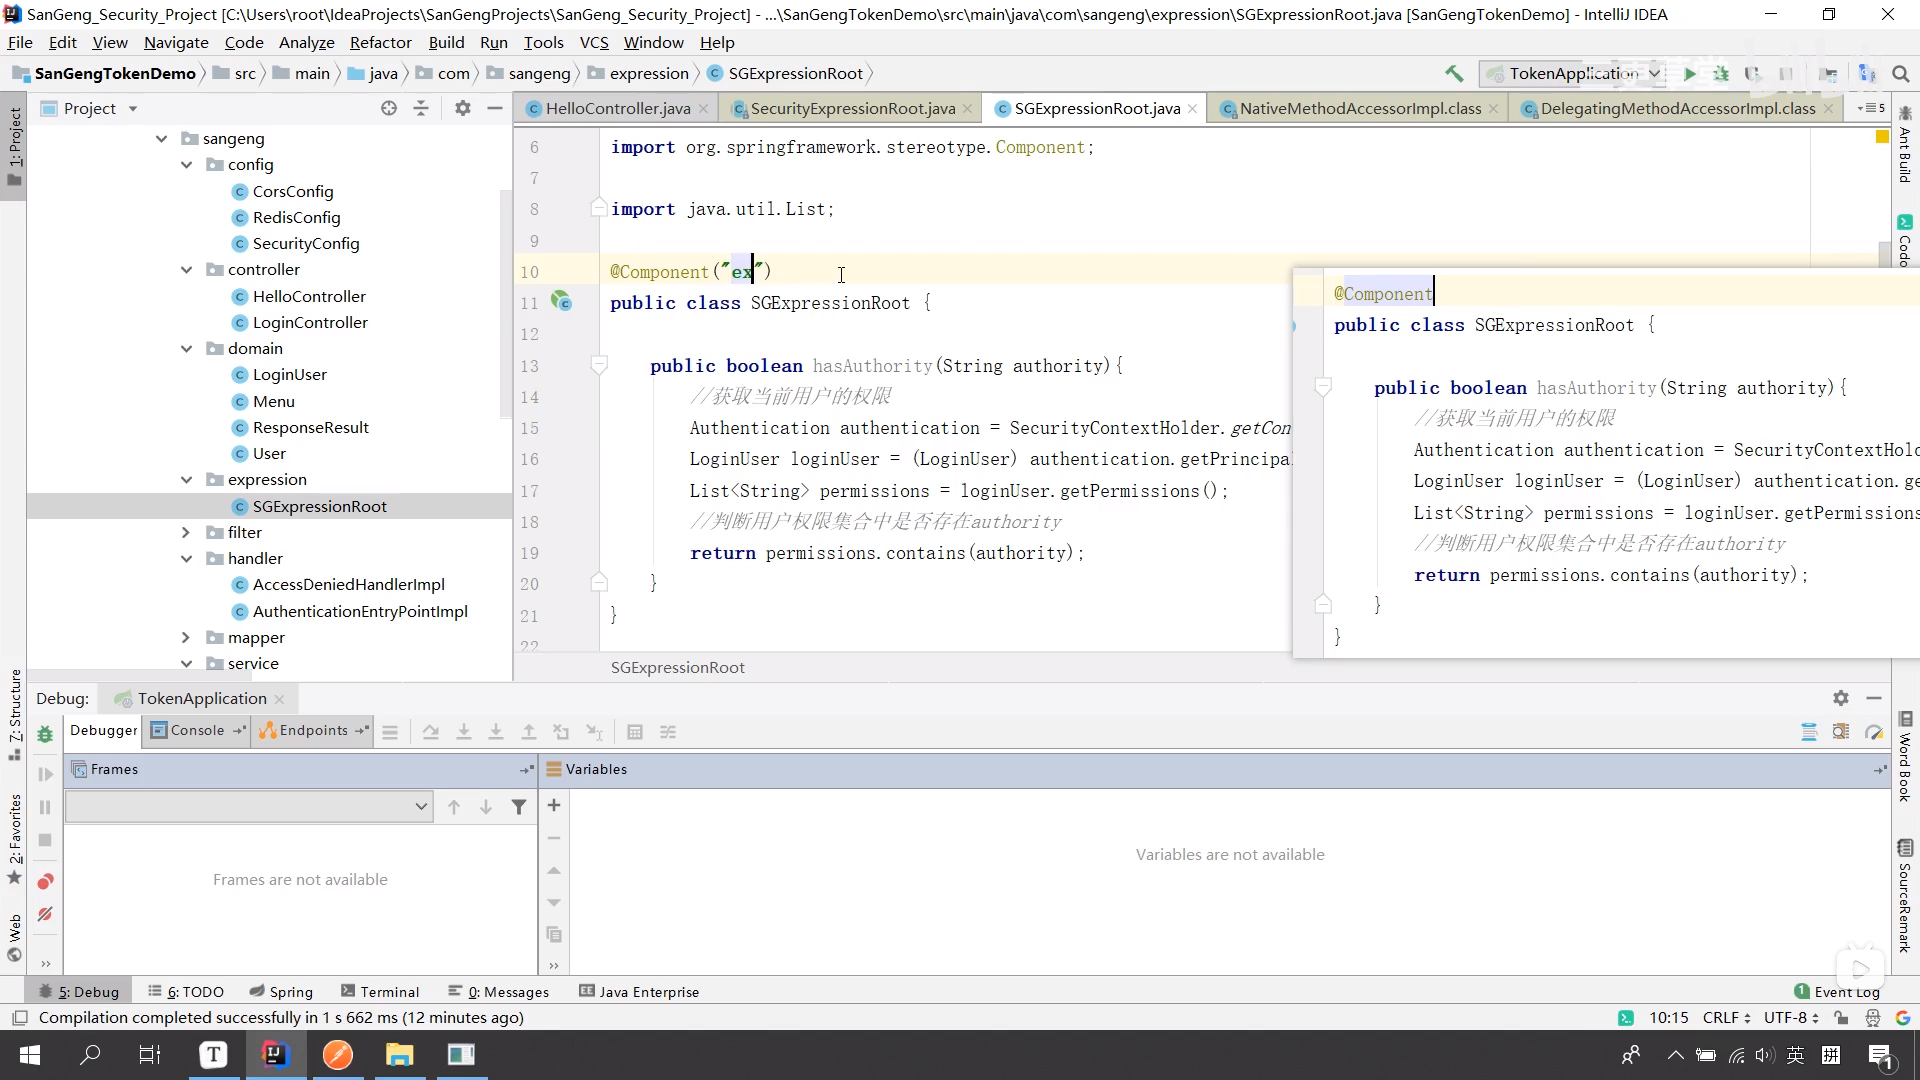 SanGeng_Security_Project [C:\Users\root\IdeaProjects\SanGengProjects\SanGeng_Security_Project] - ...\SanGengTokenDemo\src\main\java\com\sangeng\expression\SGExpressionRoot.java [SanGengTokenDemo] - IntelliJ IDEA
File Edit View Navigate Code Analyze Refactor Build Run Tools VCS Window Help
SanGengTokenDemo src main java com sangeng expression SGExpressionRoot TokenApplication
1: Project
Project
HelloController.java SecurityExpressionRoot.java SGExpressionRoot.java NativeMethodAccessorImpl.class DelegatingMethodAccessorImpl.class 5
Ant Build
sangeng
config
CorsConfig
RedisConfig
SecurityConfig
controller
HelloController
LoginController
domain
LoginUser
Menu
ResponseResult
User
expression
SGExpressionRoot
filter
handler
AccessDeniedHandlerImpl
AuthenticationEntryPointImpl
mapper
service
6 import org.springframework.stereotype.Component;
7
8 import java.util.List;
9
10 @Component("ex")
11 public class SGExpressionRoot {
12
13 public boolean hasAuthority(String authority){
14 //获取当前用户的权限
15 Authentication authentication = SecurityContextHolder.getCon
16 LoginUser loginUser = (LoginUser) authentication.getPrincipa
17 List<String> permissions = loginUser.getPermissions();
18 //判断用户权限集合中是否存在authority
19 return permissions.contains(authority);
20 }
21 }
22
SGExpressionRoot
@Component
public class SGExpressionRoot {
public boolean hasAuthority(String authority){
//获取当前用户的权限
Authentication authentication = SecurityContextHolc
LoginUser loginUser = (LoginUser) authentication.ge
List<String> permissions = loginUser.getPermissions
//判断用户权限集合中是否存在authority
return permissions.contains(authority);
}
}
7: Structure
2: Favorites
Web
Word Book
SourceRemark
Debug: TokenApplication
Debugger Console Endpoints
Frames Variables
Frames are not available
Variables are not available
5: Debug 6: TODO Spring Terminal 0: Messages Java Enterprise 1 Event Log
Compilation completed successfully in 1 s 662 ms (12 minutes ago) 10:15 CRLF UTF-8
英 拼 1